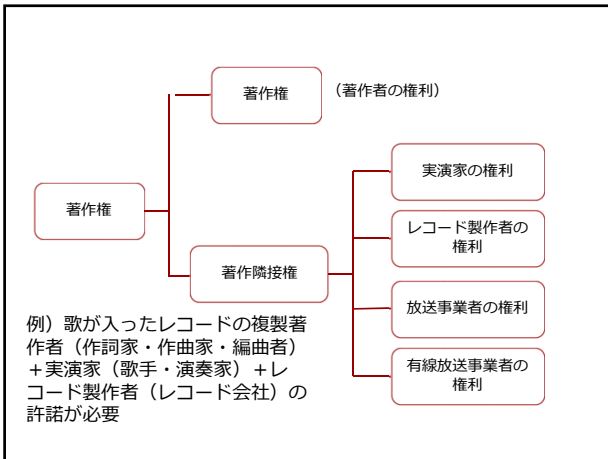 著作権
(著作者の権利)
実演家の権利
著作権
レコード製作者の
権利
著作隣接権
放送事業者の権利
例）歌が入ったレコードの複製著
作者（作詞家・作曲家・編曲者）
＋実演家（歌手・演奏家）＋レ
コード製作者（レコード会社）の
許諾が必要
有線放送事業者の
権利